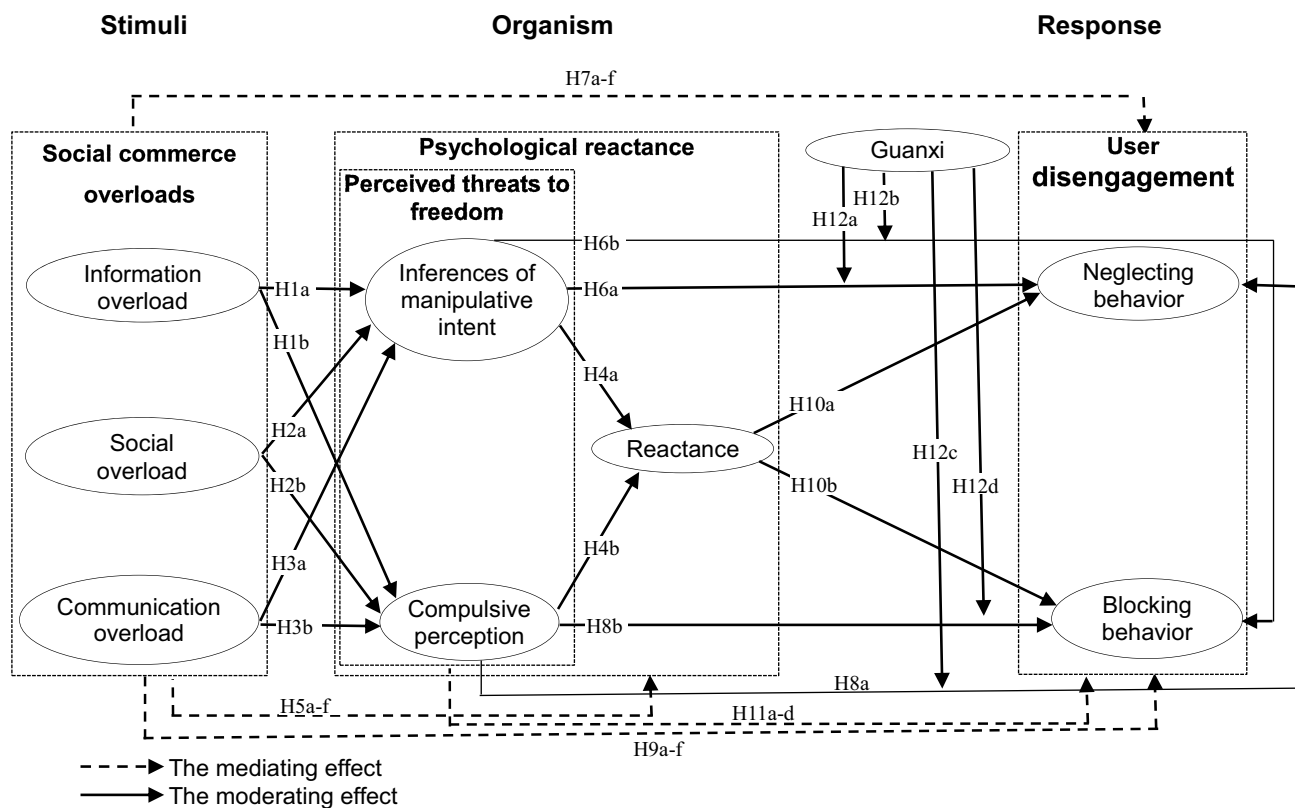 Stimuli
Organism
Response
H7a-f
Social commerce
overloads
Psychological reactance
Perceived threats to
freedom
Guanxi
User
disengagement
H12b
H12a
H6b
Information
overload
H1a
Inferences of
manipulative
intent
H6a
Neglecting
behavior
H1b
H4a
H10a
Social
overload
H2a
Reactance
H12c
H2b
H10b
H12d
H4b
H3a
Communication
overload
H3b
Compulsive
perception
H8b
Blocking
behavior
H8a
H5a-f
H11a-d
H9a-f
The mediating effect
The moderating effect